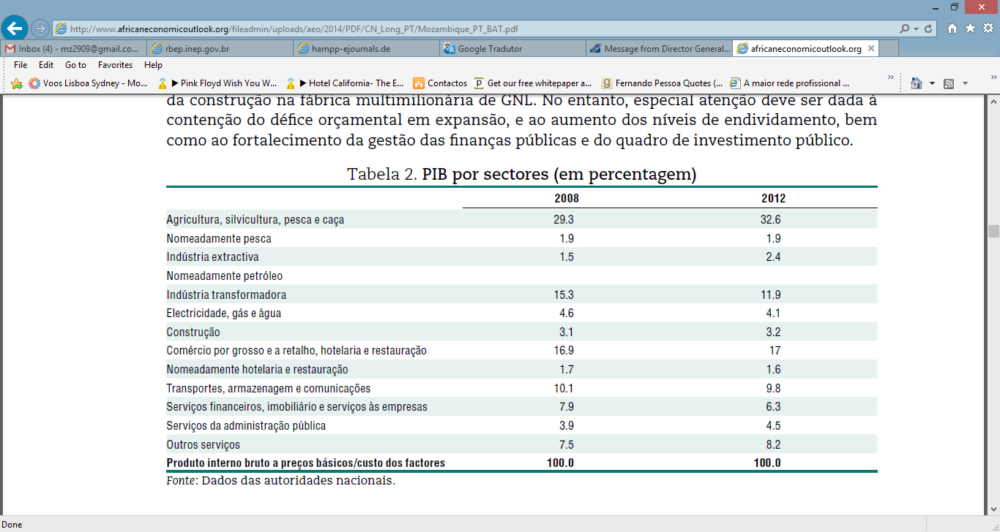 http://www.africaneconomicoutlook.org/fileadmin/uploads/aeo/2014/PDF/CN_Long_PT/Mozambique_PT_BAT.pdf
Inbox (4) - mz2909@gmail.co... rbep.inep.gov.br hampp-ejournals.de Google Tradutor Message from Director General... africaneconomicoutlook.org
File Edit Go to Favorites Help
Voos Lisboa Sydney - Mo... ▶ Pink Floyd Wish You W... ▶ Hotel California- The E... Contactos Get our free whitepaper a... Fernando Pessoa Quotes (... A maior rede profissional ...
da construção na fábrica multimilionária de GNL. No entanto, especial atenção deve ser dada à
contenção do défice orçamental em expansão, e ao aumento dos níveis de endividamento, bem
como ao fortalecimento da gestão das finanças públicas e do quadro de investimento público.
Tabela 2. PIB por sectores (em percentagem)
2008 2012
Agricultura, silvicultura, pesca e caça 29.3 32.6
Nomeadamente pesca 1.9 1.9
Indústria extractiva 1.5 2.4
Nomeadamente petróleo
Indústria transformadora 15.3 11.9
Electricidade, gás e água 4.6 4.1
Construção 3.1 3.2
Comércio por grosso e a retalho, hotelaria e restauração 16.9 17
Nomeadamente hotelaria e restauração 1.7 1.6
Transportes, armazenagem e comunicações 10.1 9.8
Serviços financeiros, imobiliário e serviços às empresas 7.9 6.3
Serviços da administração pública 3.9 4.5
Outros serviços 7.5 8.2
Produto interno bruto a preços básicos/custo dos factores 100.0 100.0
Fonte: Dados das autoridades nacionais.
Done